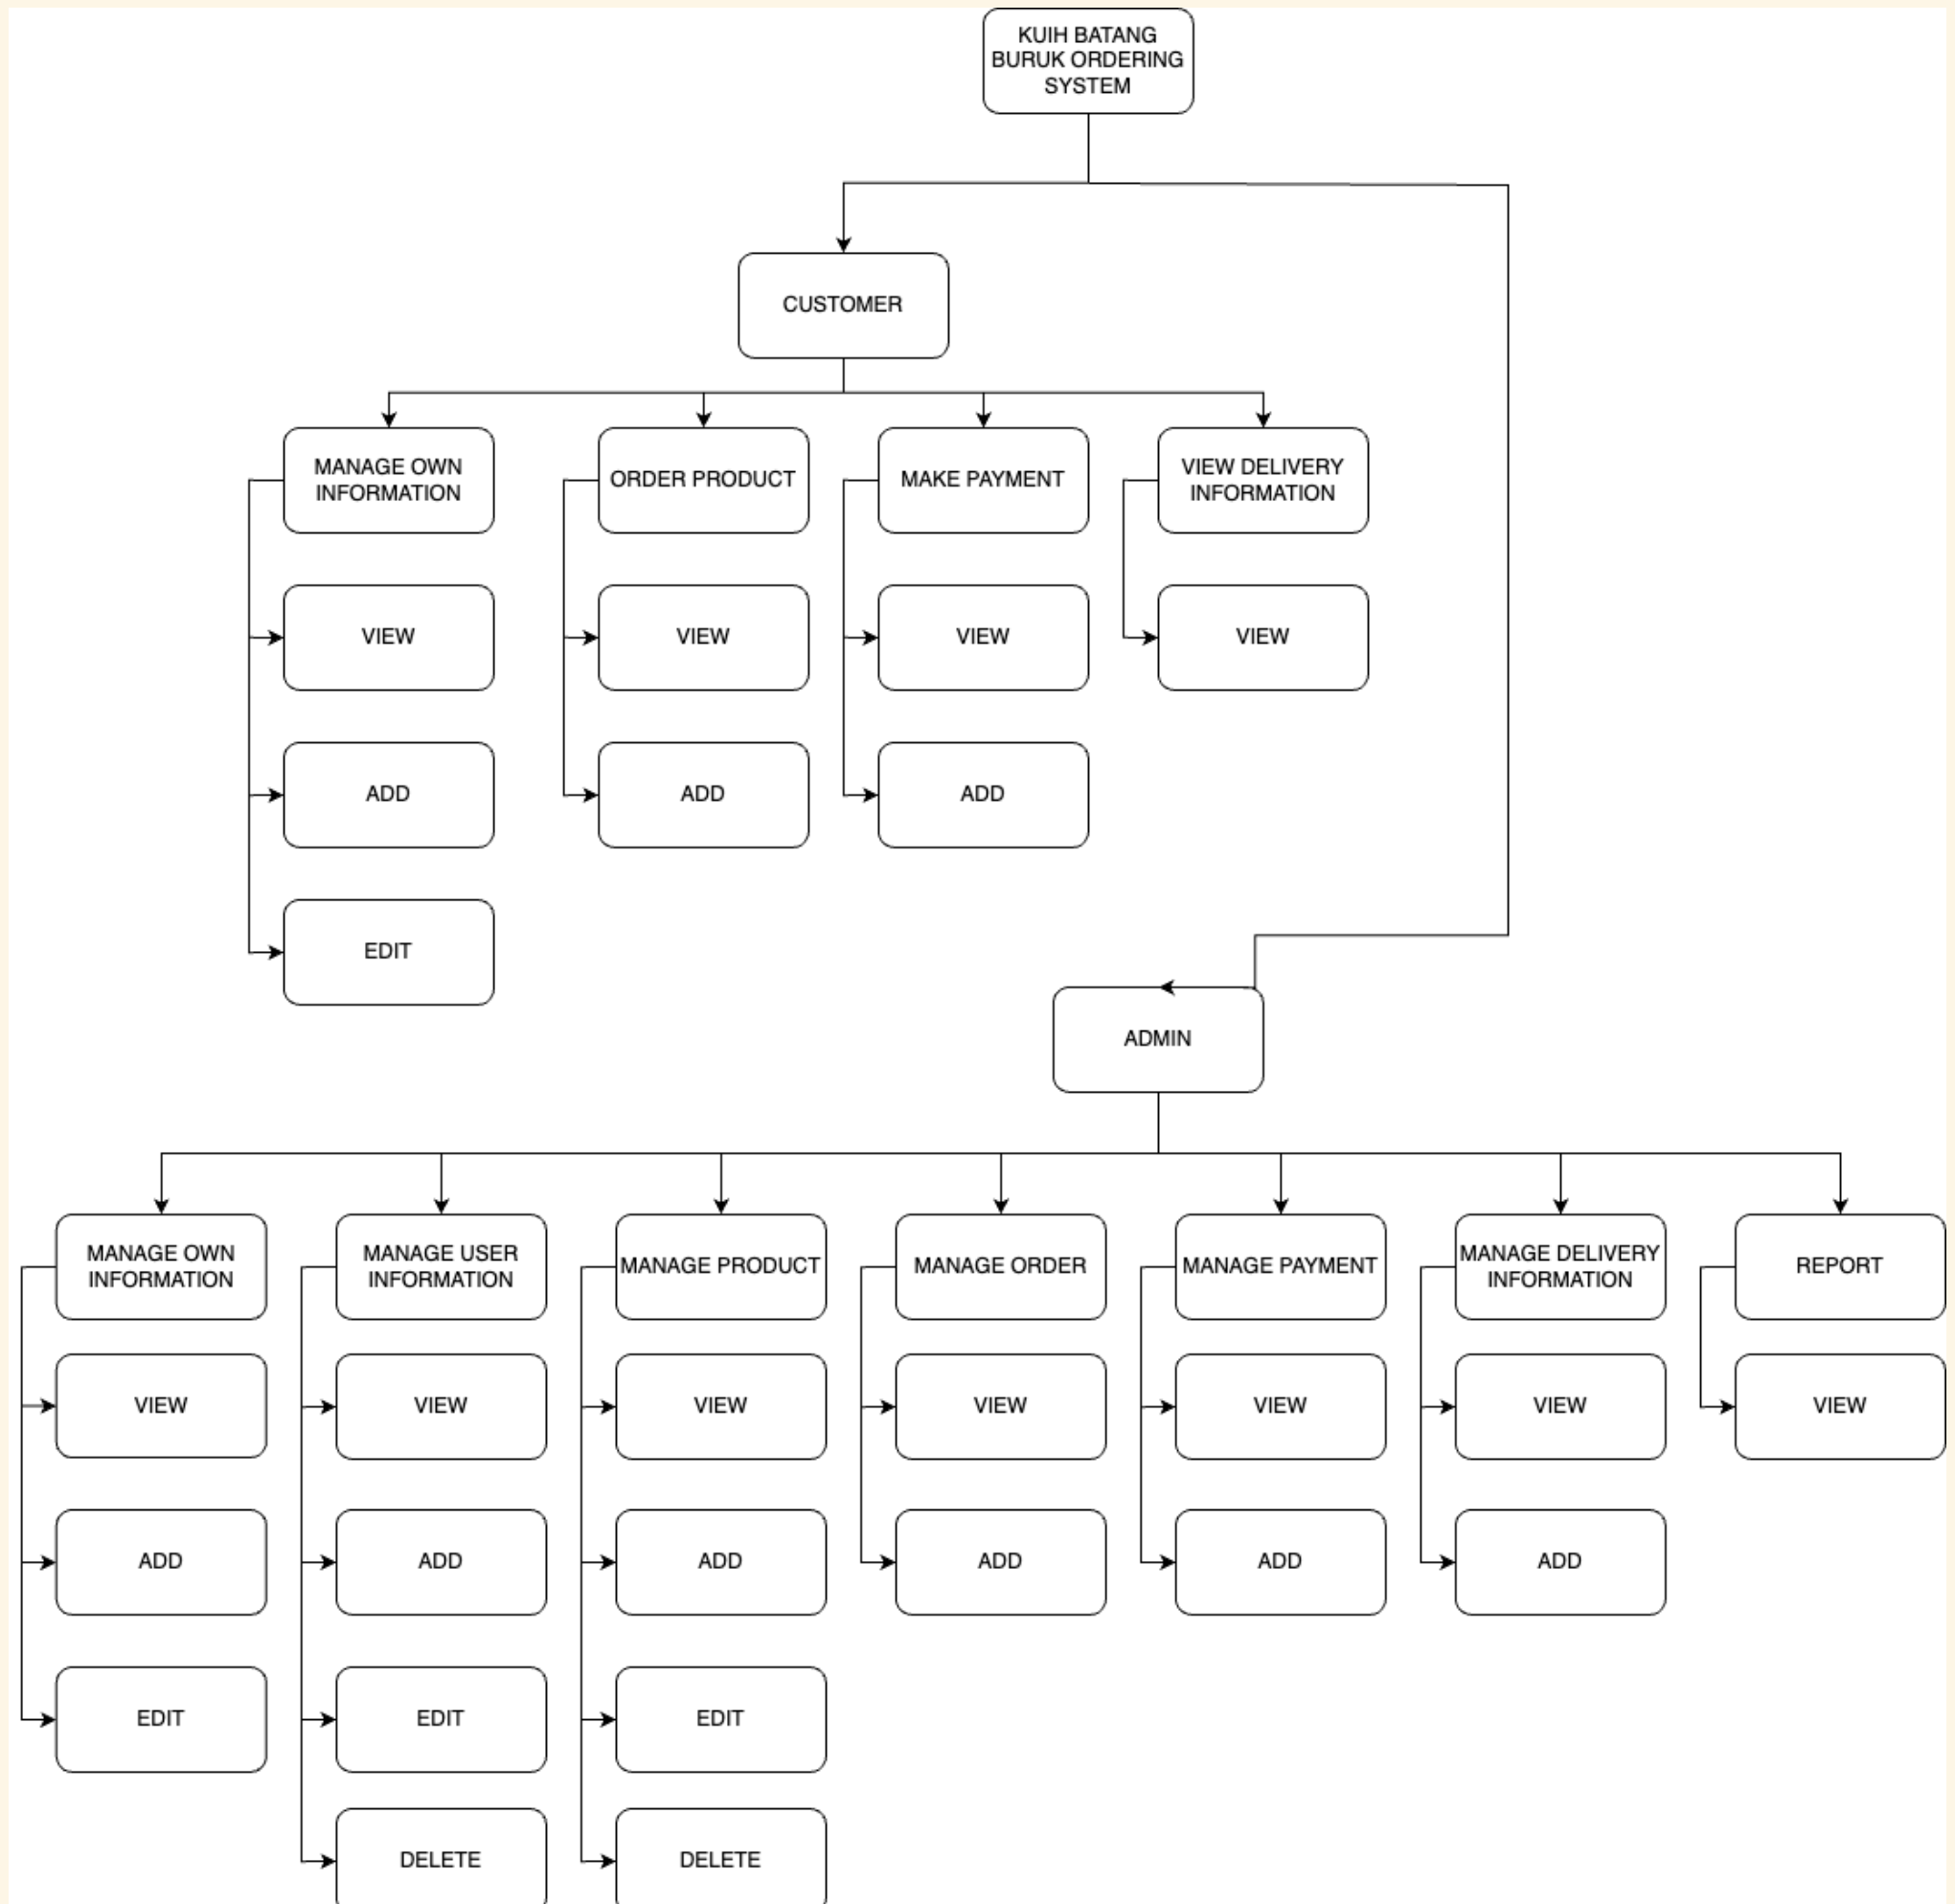 KUIH BATANG
BURUK ORDERING
SYSTEM
CUSTOMER
MANAGE OWN
INFORMATION
ORDER PRODUCT
MAKE PAYMENT
VIEW DELIVERY
INFORMATION
VIEW
VIEW
VIEW
VIEW
ADD
ADD
ADD
EDIT
ADMIN
MANAGE OWN
INFORMATION
MANAGE USER
INFORMATION
MANAGE PRODUCT
MANAGE ORDER
MANAGE PAYMENT
MANAGE DELIVERY
INFORMATION
REPORT
VIEW
VIEW
VIEW
VIEW
VIEW
VIEW
VIEW
ADD
ADD
ADD
ADD
ADD
ADD
EDIT
EDIT
EDIT
DELETE
DELETE